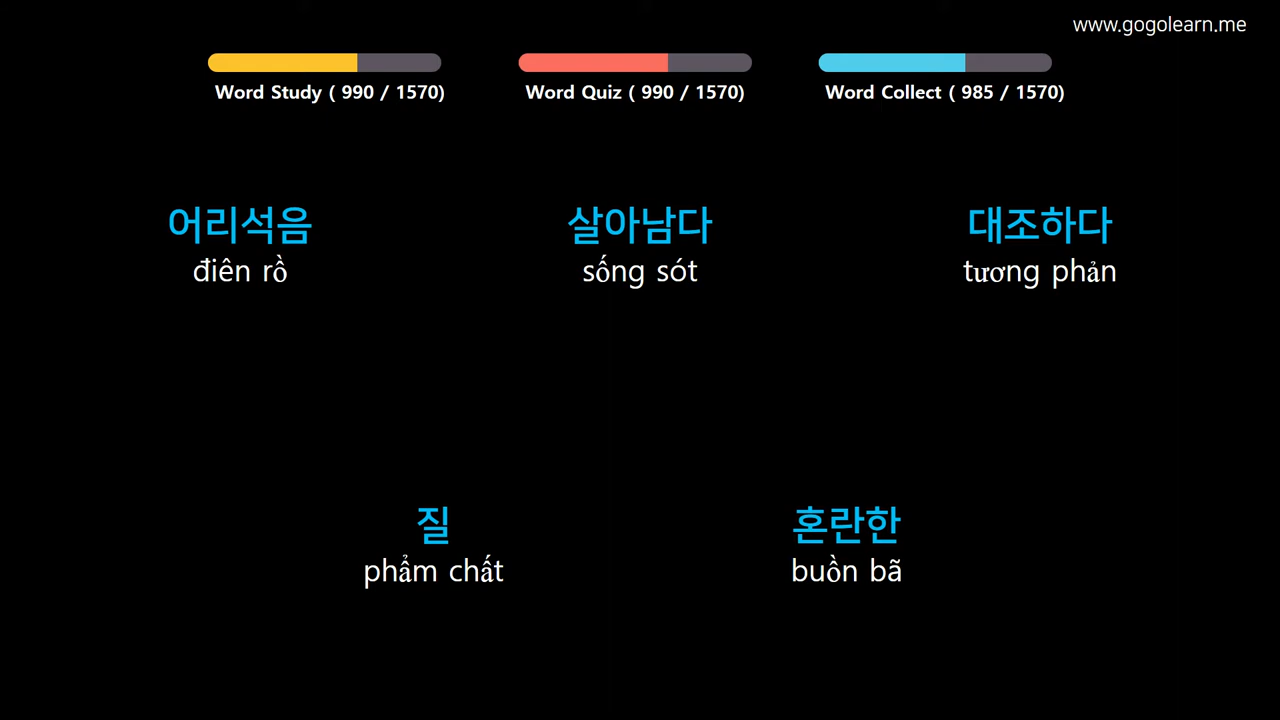 www.gogolearn.me
Word Study ( 990 / 1570)
Word Quiz ( 990 / 1570)
Word Collect ( 985 / 1570)
어리석음
điên rồ
살아남다
sống sót
대조하다
tương phản
질
phẩm chất
혼란한
buồn bã